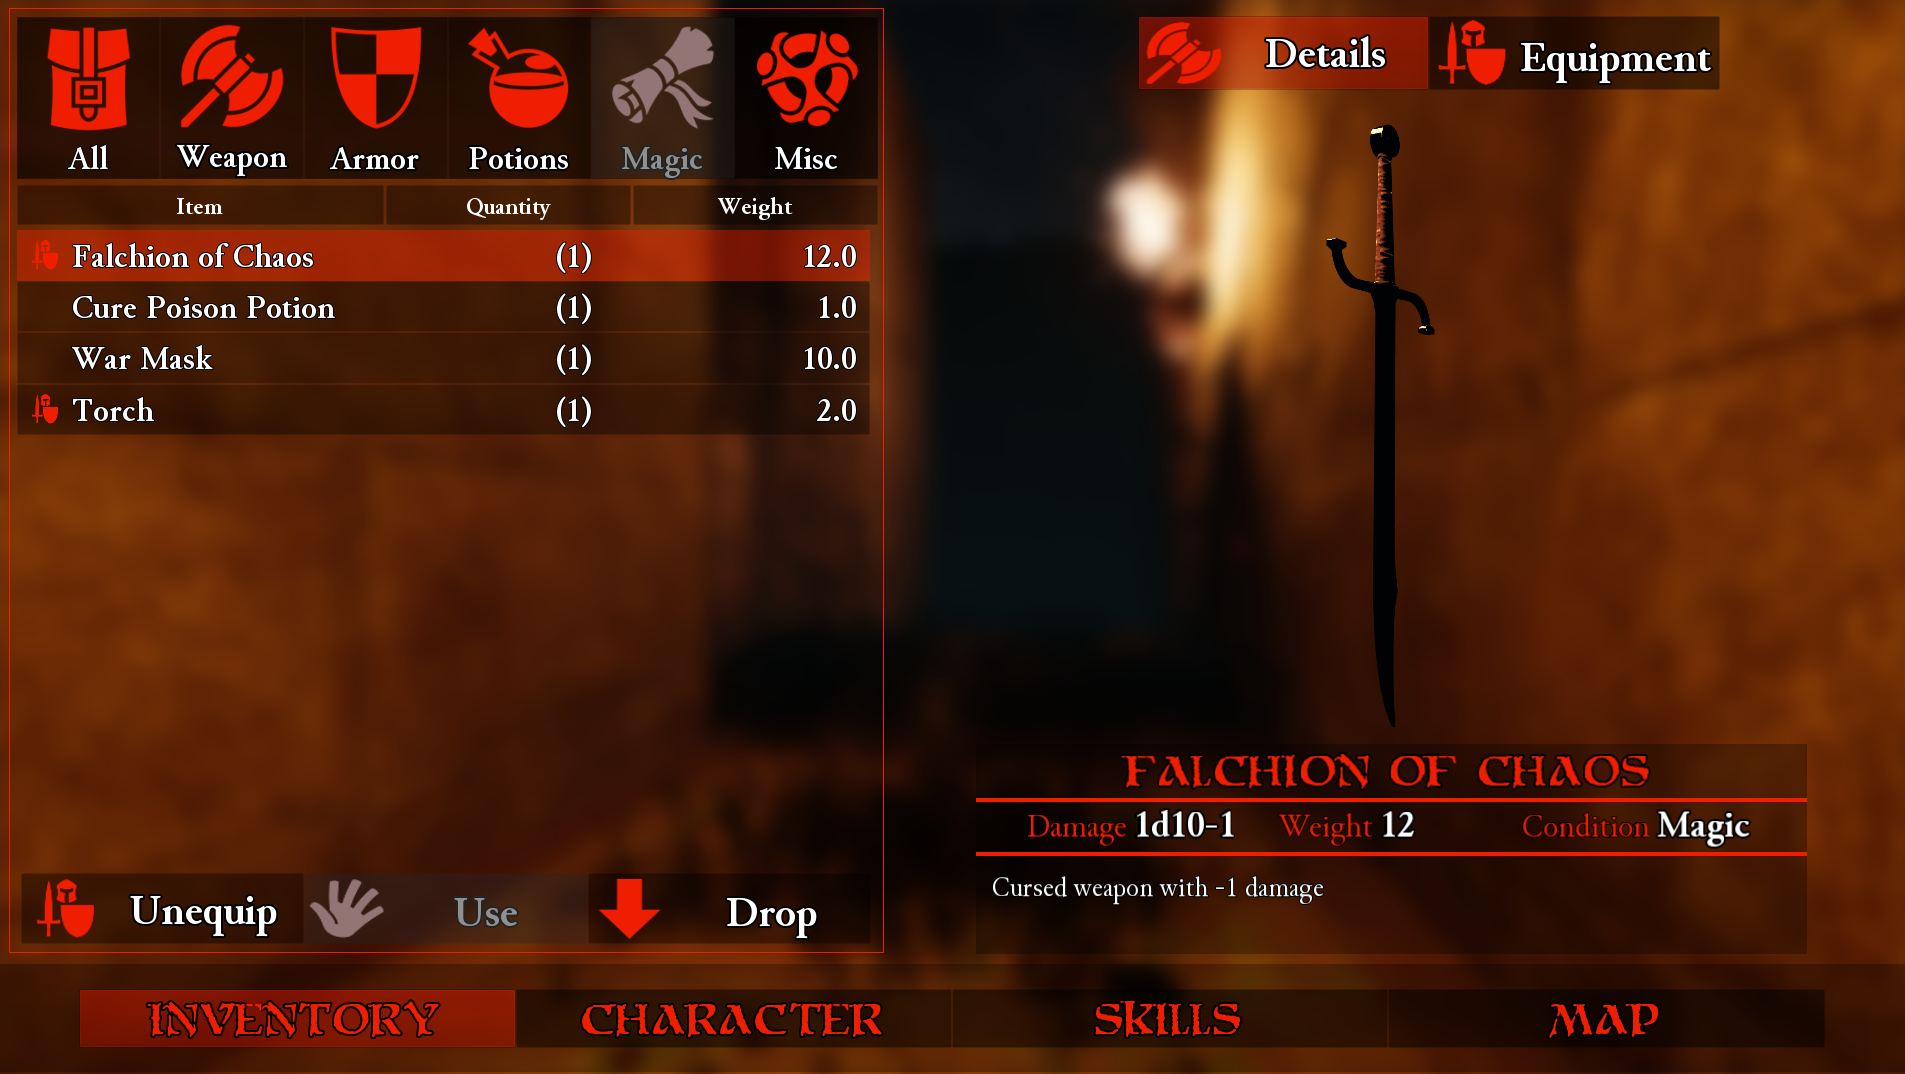 All Weapon Armor Potions Magic Misc
Item Quantity Weight
Falchion of Chaos (1) 12.0
Cure Poison Potion (1) 1.0
War Mask (1) 10.0
Torch (1) 2.0
Unequip Use Drop
Details Equipment
FALCHION OF CHAOS
Damage 1d10-1 Weight 12 Condition Magic
Cursed weapon with -1 damage
INVENTORY CHARACTER SKILLS MAP